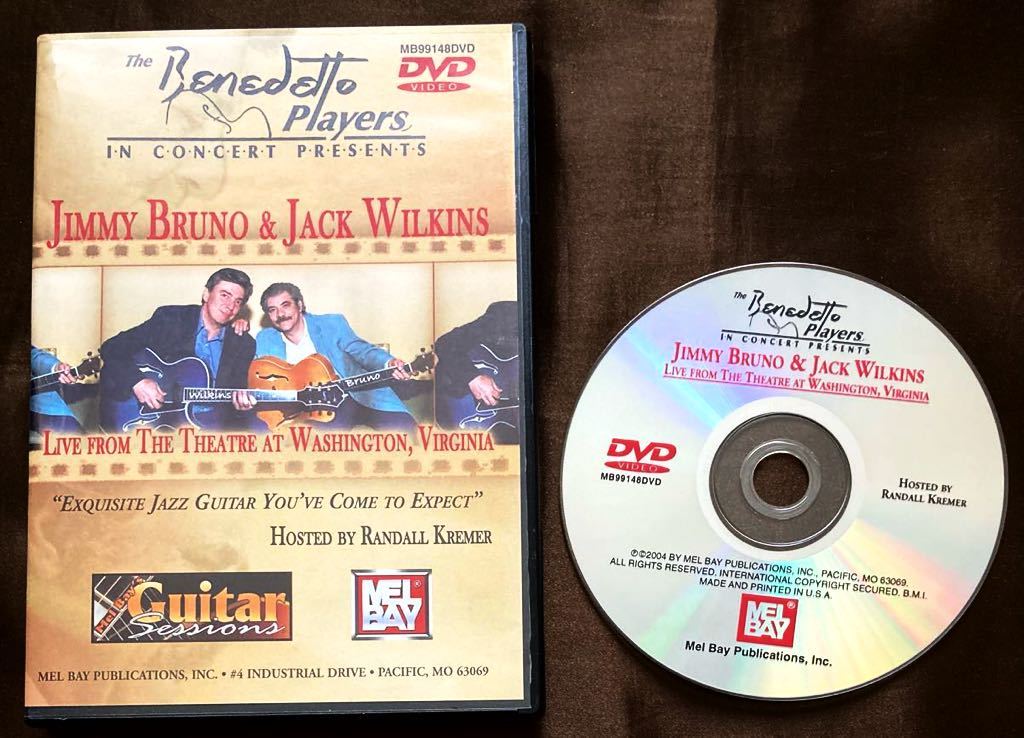 The Benedetto
Players
IN CONCERT PRESENTS
MB99148DVD
DVD
VIDEO
JIMMY BRUNO & JACK WILKINS
Wilkins Bruno
LIVE FROM THE THEATRE AT WASHINGTON, VIRGINIA
"EXQUISITE JAZZ GUITAR YOU'VE COME TO EXPECT"
HOSTED BY RANDALL KREMER
Mel Bay's
Guitar
Sessions
MEL
BAY
®
MEL BAY PUBLICATIONS, INC. • #4 INDUSTRIAL DRIVE • PACIFIC, MO 63069
The Benedetto
Players
IN CONCERT PRESENTS
JIMMY BRUNO & JACK WILKINS
LIVE FROM THE THEATRE AT WASHINGTON, VIRGINIA
DVD
VIDEO
MB99148DVD
HOSTED BY
RANDALL KREMER
℗©2004 BY MEL BAY PUBLICATIONS, INC., PACIFIC, MO 63069.
ALL RIGHTS RESERVED. INTERNATIONAL COPYRIGHT SECURED. B.M.I.
MADE AND PRINTED IN U.S.A.
MEL
BAY
®
Mel Bay Publications, Inc.